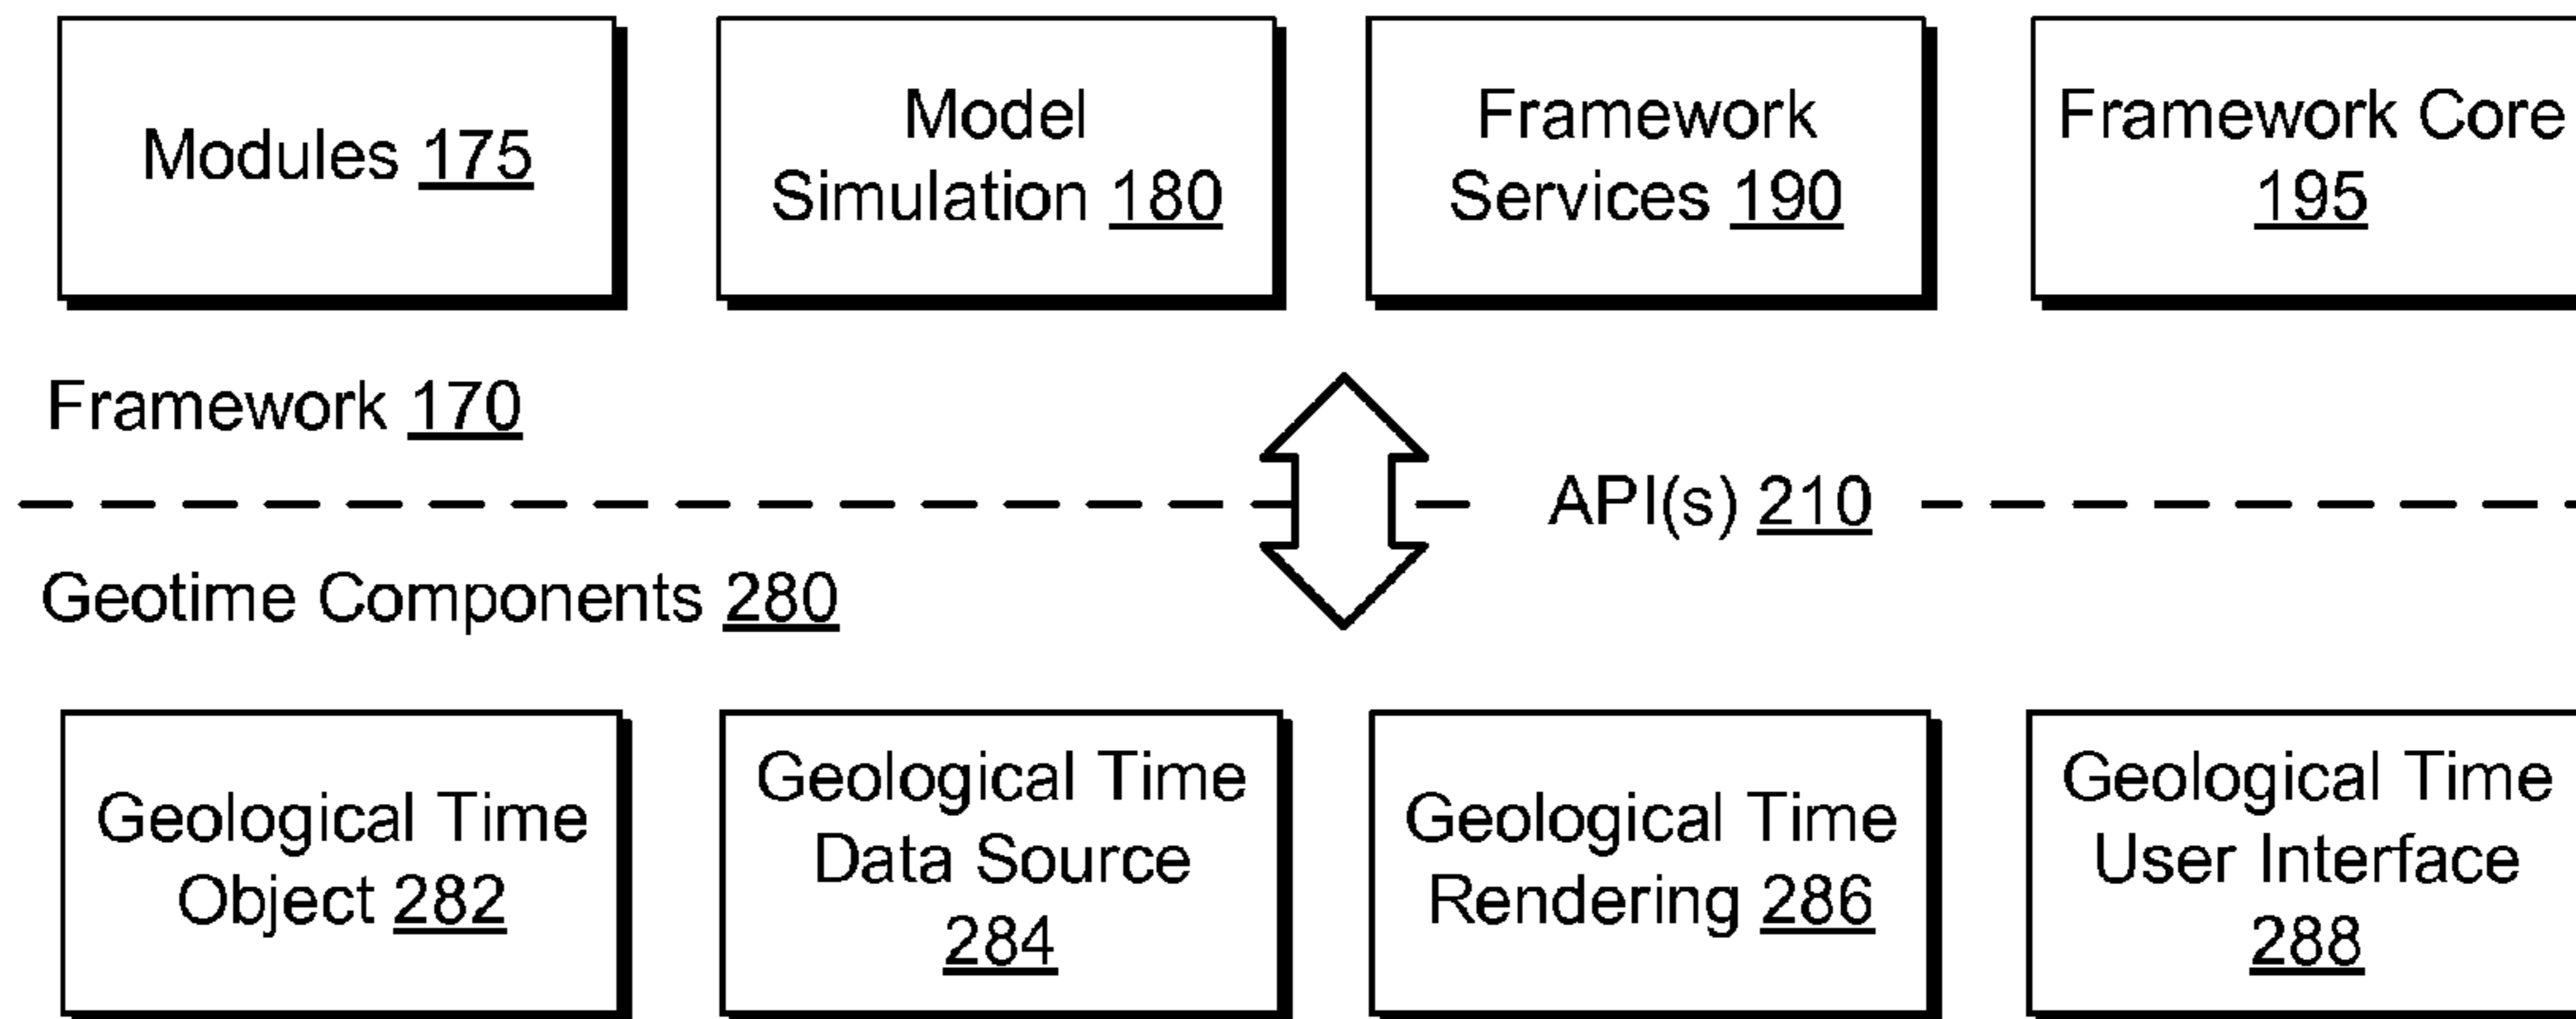 Modules 175
Model
Simulation 180
Framework
Services 190
Framework Core
195
Framework 170
API(s) 210
Geotime Components 280
Geological Time
Object 282
Geological Time
Data Source
284
Geological Time
Rendering 286
Geological Time
User Interface
288